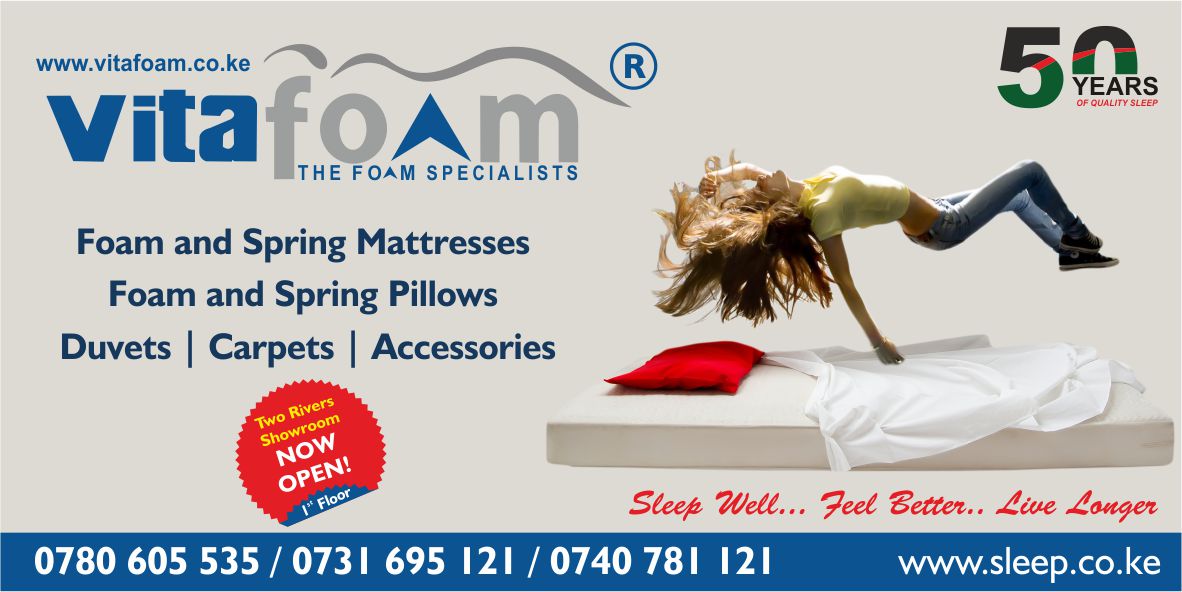 www.vitafoam.co.ke
vitafoam®
THE FOAM SPECIALISTS
50
YEARS
OF QUALITY SLEEP
Foam and Spring Mattresses
Foam and Spring Pillows
Duvets | Carpets | Accessories
Two Rivers
Showroom
NOW
OPEN!
1st Floor
Sleep Well... Feel Better.. Live Longer
0780 605 535 / 0731 695 121 / 0740 781 121
www.sleep.co.ke